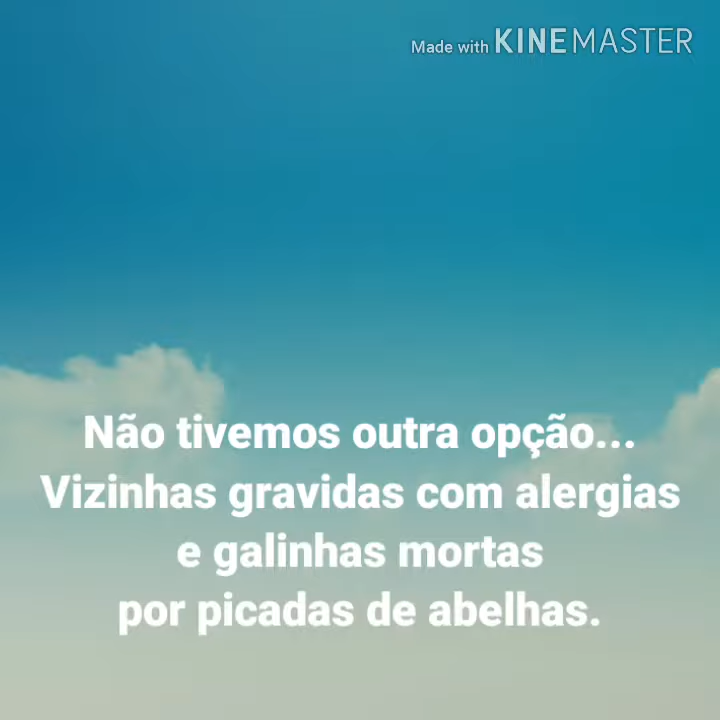 Made with KINEMASTER
Não tivemos outra opção...
Vizinhas gravidas com alergias
e galinhas mortas
por picadas de abelhas.